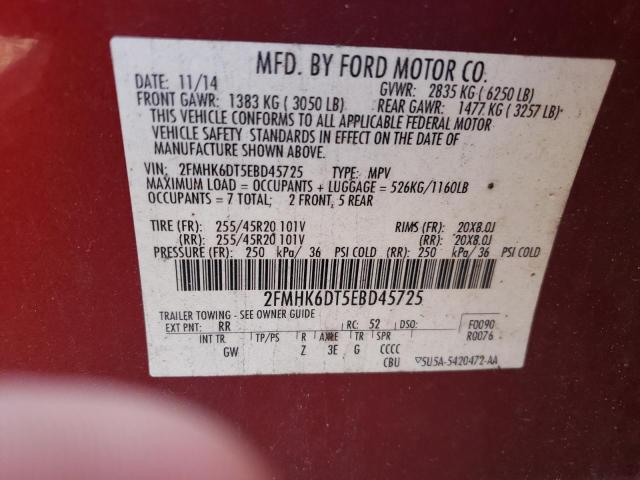 MFD. BY FORD MOTOR CO.
DATE: 11/14 GVWR: 2835 KG ( 6250 LB)
FRONT GAWR: 1383 KG ( 3050 LB) REAR GAWR: 1477 KG ( 3257 LB)
THIS VEHICLE CONFORMS TO ALL APPLICABLE FEDERAL MOTOR
VEHICLE SAFETY STANDARDS IN EFFECT ON THE DATE OF
MANUFACTURE SHOWN ABOVE.
VIN: 2FMHK6DT5EBD45725 TYPE: MPV
MAXIMUM LOAD = OCCUPANTS + LUGGAGE = 526KG/1160LB
OCCUPANTS = 7 TOTAL; 2 FRONT, 5 REAR
TIRE (FR): 255/45R20 101V RIMS (FR): 20X8.0J
(RR): 255/45R20 101V (RR): 20X8.0J
PRESSURE (FR): 250 kPa/ 36 PSI COLD (RR): 250 kPa/ 36 PSI COLD
2FMHK6DT5EBD45725
TRAILER TOWING - SEE OWNER GUIDE
EXT PNT: RR RC: 52 DSO: F0090
R0076
INT TR: TP/PS R AXLE TR SPR
GW Z 3E G CCCC
CBU 5U5A-5420472-AA